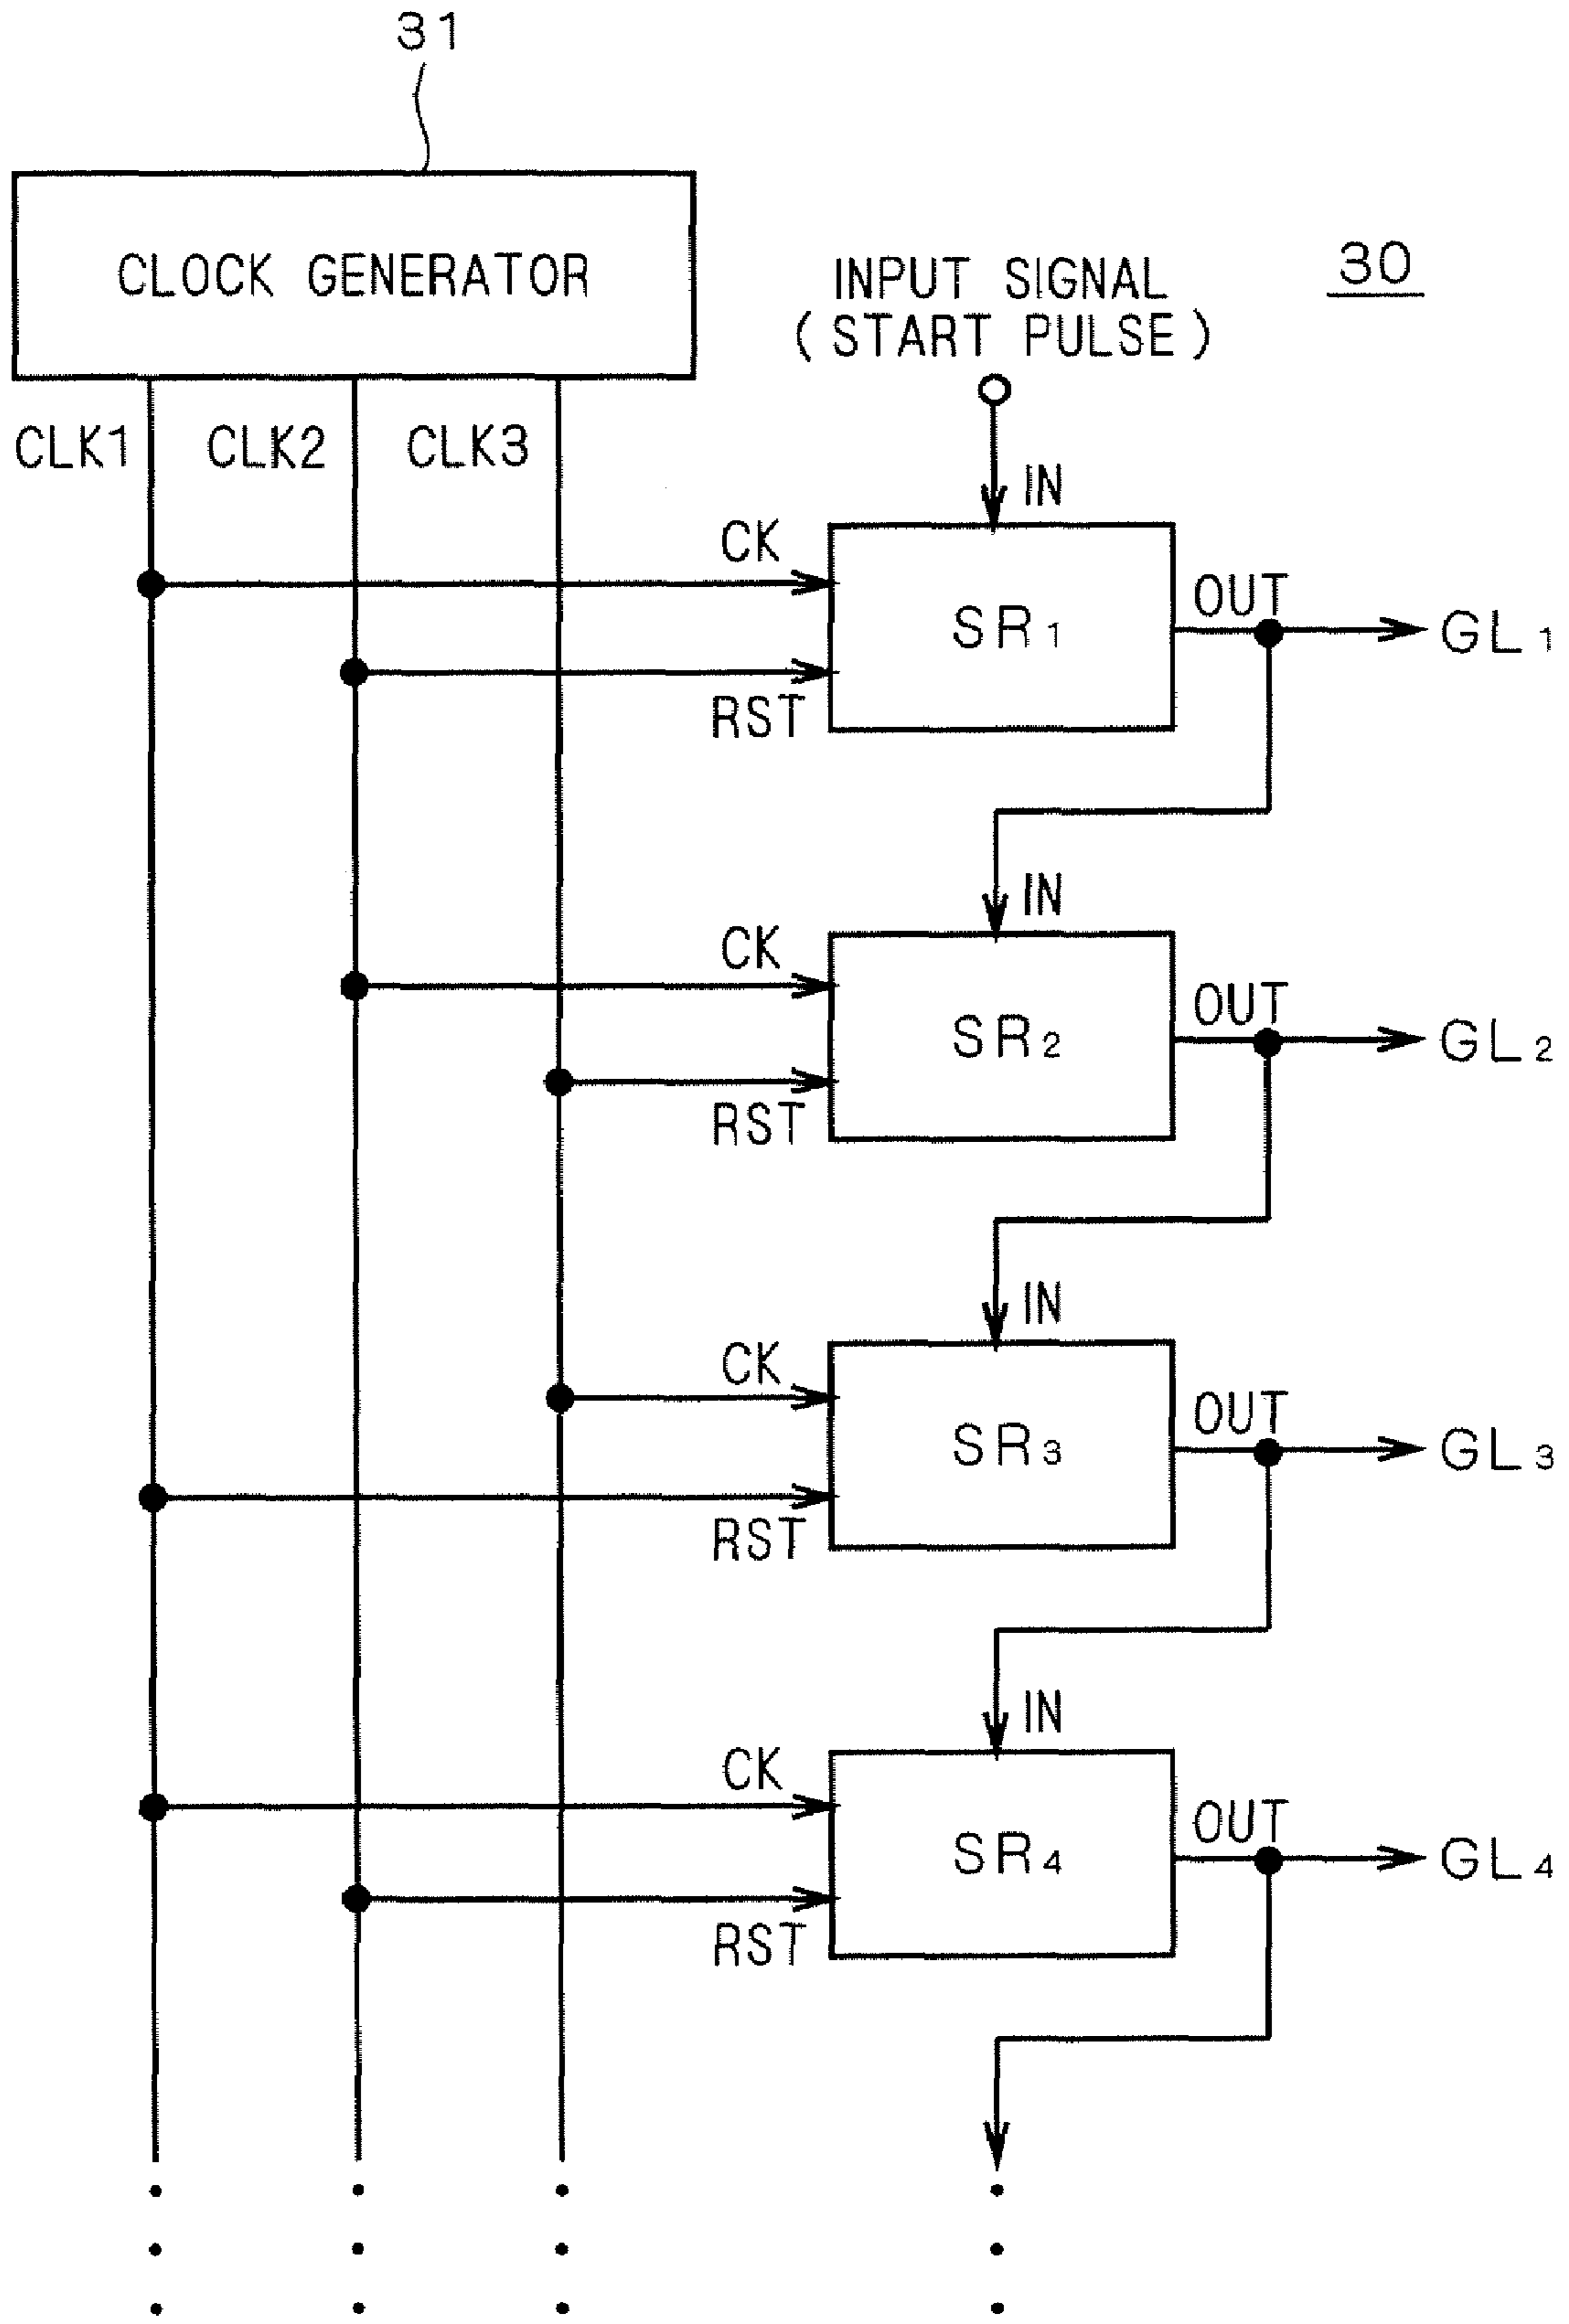 31
CLOCK GENERATOR
30
INPUT SIGNAL
(START PULSE)
CLK1 CLK2 CLK3
IN
CK
SR1
OUT
GL1
RST
IN
CK
SR2
OUT
GL2
RST
IN
CK
SR3
OUT
GL3
RST
IN
CK
SR4
OUT
GL4
RST